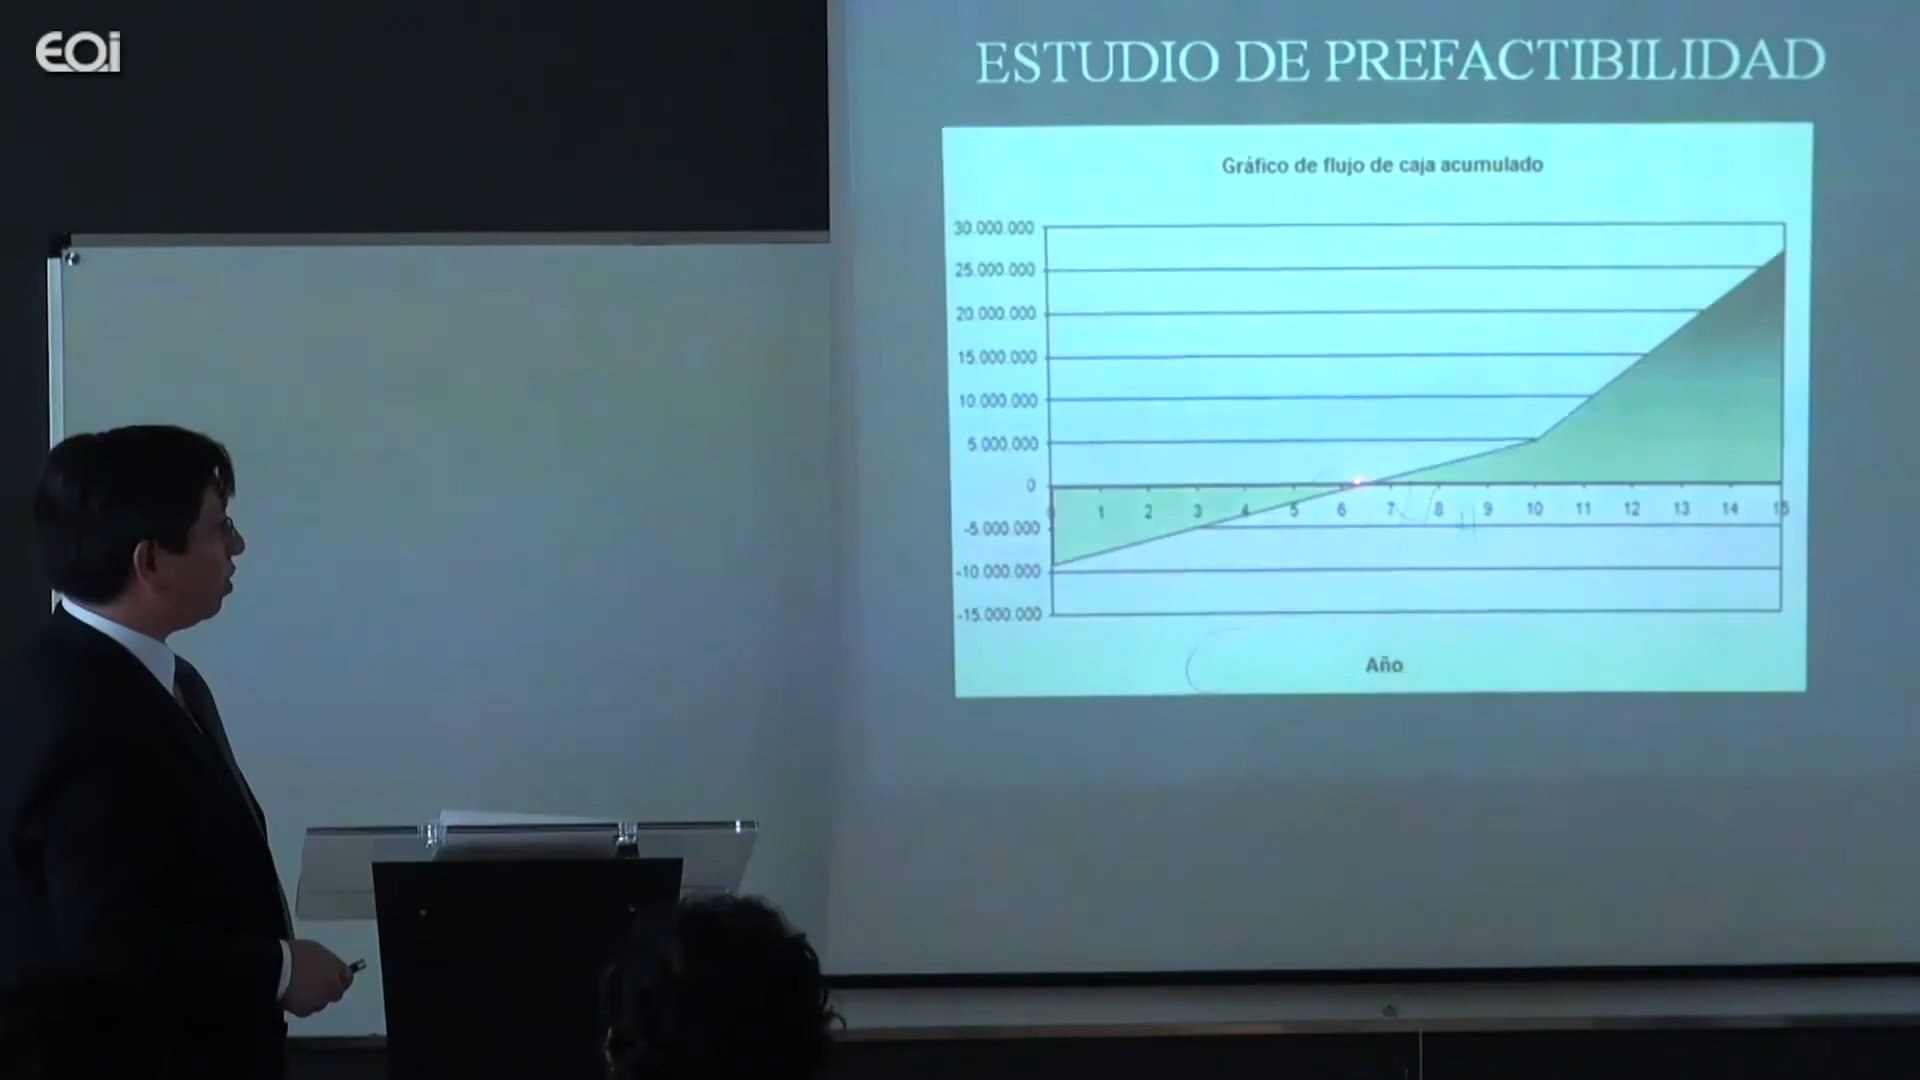 EOi
ESTUDIO DE PREFACTIBILIDAD
Gráfico de flujo de caja acumulado
30.000.000
25.000.000
20.000.000
15.000.000
10.000.000
5.000.000
0
-5.000.000
-10.000.000
-15.000.000
1 2 3 4 5 6 7 8 9 10 11 12 13 14 15
Año